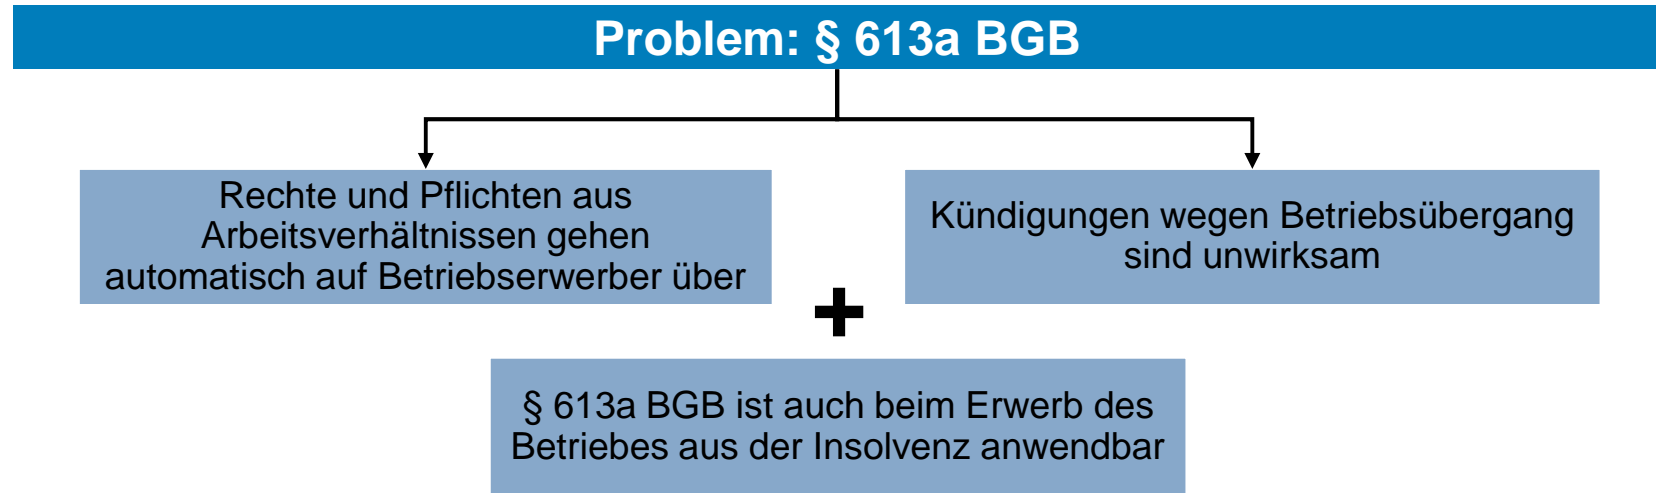 Problem: § 613a BGB
Rechte und Pflichten aus
Arbeitsverhältnissen gehen
automatisch auf Betriebserwerber über
Kündigungen wegen Betriebsübergang
sind unwirksam
+
§ 613a BGB ist auch beim Erwerb des
Betriebes aus der Insolvenz anwendbar